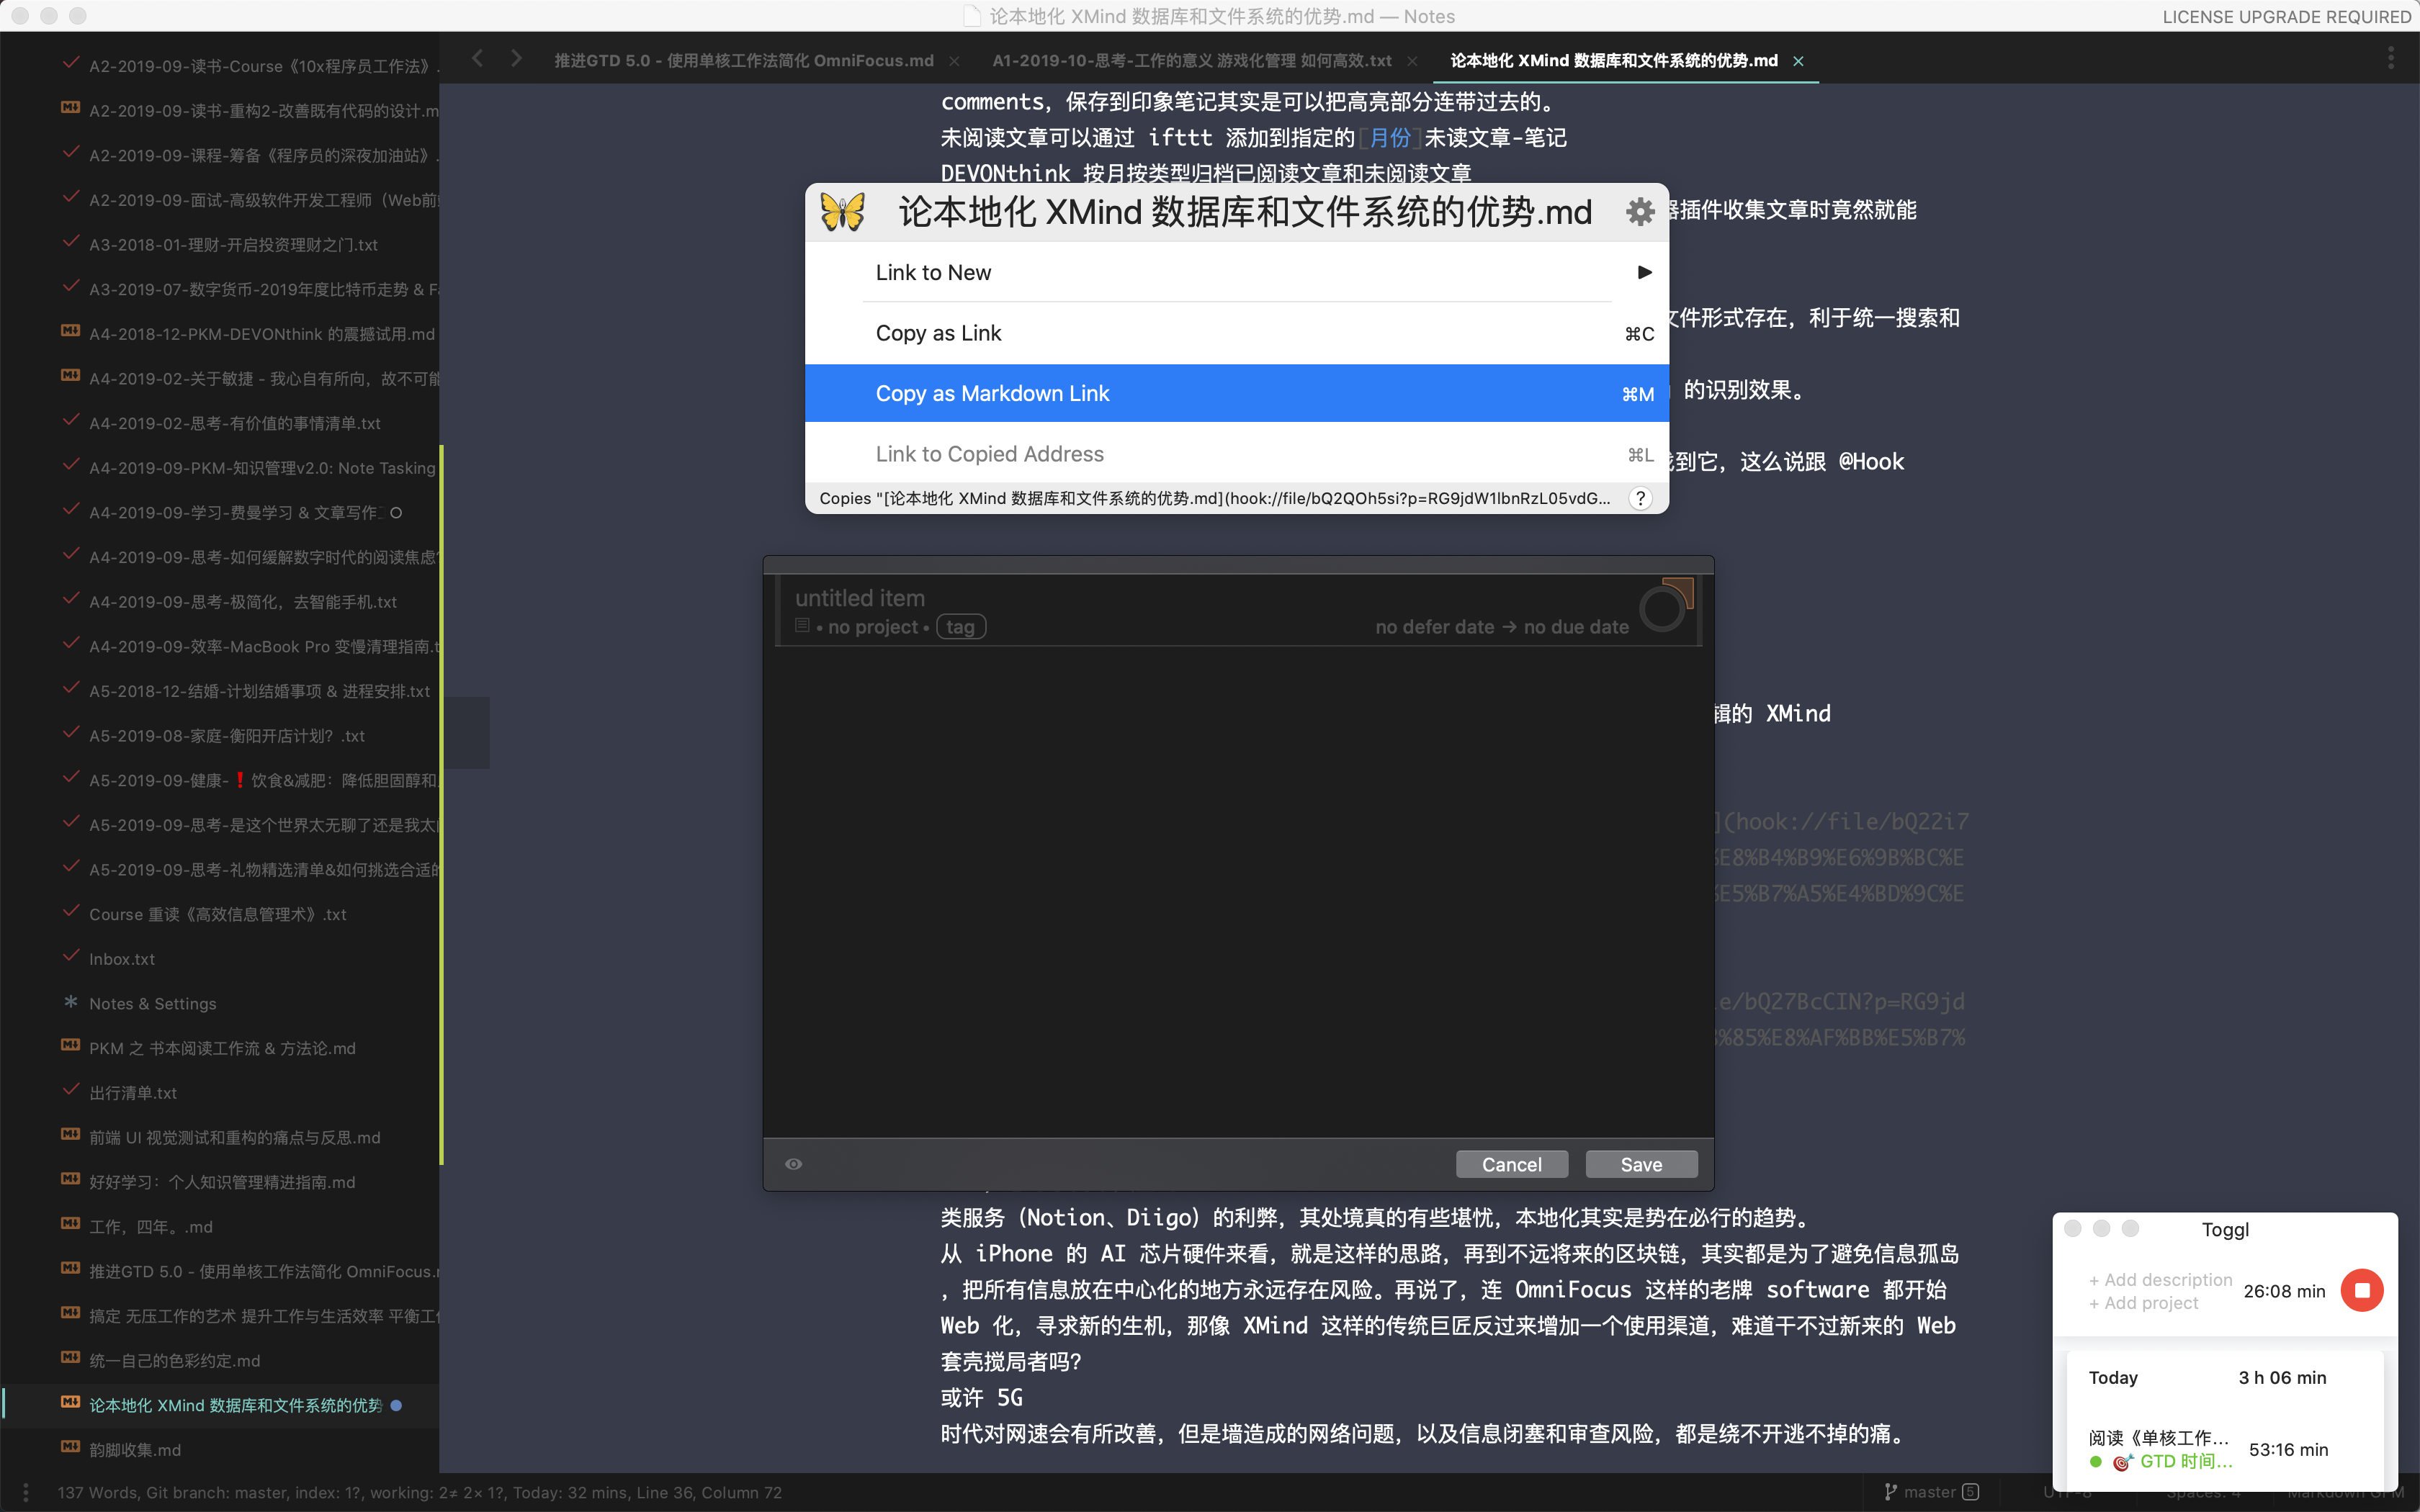 论本地化 XMind 数据库和文件系统的优势.md — Notes
LICENSE UPGRADE REQUIRED
A2-2019-09-读书-Course《10x程序员工作法》.
A2-2019-09-读书-重构2-改善既有代码的设计.m
A2-2019-09-课程-筹备《程序员的深夜加油站》.
A2-2019-09-面试-高级软件开发工程师（Web前
A3-2018-01-理财-开启投资理财之门.txt
A3-2019-07-数字货币-2019年度比特币走势 & Fa
A4-2018-12-PKM-DEVONthink 的震撼试用.md
A4-2019-02-关于敏捷 - 我心自有所向，故不可能
A4-2019-02-思考-有价值的事情清单.txt
A4-2019-09-PKM-知识管理v2.0: Note Tasking
A4-2019-09-学习-费曼学习 & 文章写作
A4-2019-09-思考-如何缓解数字时代的阅读焦虑?
A4-2019-09-思考-极简化，去智能手机.txt
A4-2019-09-效率-MacBook Pro 变慢清理指南.t
A5-2018-12-结婚-计划结婚事项 & 进程安排.txt
A5-2019-08-家庭-衡阳开店计划？.txt
A5-2019-09-健康-❗饮食&减肥：降低胆固醇和
A5-2019-09-思考-是这个世界太无聊了还是我太
A5-2019-09-思考-礼物精选清单&如何挑选合适的
Course 重读《高效信息管理术》.txt
Inbox.txt
Notes & Settings
PKM 之 书本阅读工作流 & 方法论.md
出行清单.txt
前端 UI 视觉测试和重构的痛点与反思.md
好好学习：个人知识管理精进指南.md
工作，四年。.md
推进GTD 5.0 - 使用单核工作法简化 OmniFocus.r
搞定 无压工作的艺术 提升工作与生活效率 平衡工作
统一自己的色彩约定.md
论本地化 XMind 数据库和文件系统的优势
韵脚收集.md
推进GTD 5.0 - 使用单核工作法简化 OmniFocus.md
A1-2019-10-思考-工作的意义 游戏化管理 如何高效.txt
论本地化 XMind 数据库和文件系统的优势.md
comments，保存到印象笔记其实是可以把高亮部分连带过去的。
未阅读文章可以通过 ifttt 添加到指定的[月份]未读文章-笔记
DEVONthink 按月按类型归档已阅读文章和未阅读文章
器插件收集文章时竟然就能
文件形式存在，利于统一搜索和
的识别效果。
找到它，这么说跟 @Hook
辑的 XMind
](hook://file/bQ22i7
%E8%B4%B9%E6%9B%BC%E
%E5%B7%A5%E4%BD%9C%E
le/bQ27BcCIN?p=RG9jd
%85%E8%AF%BB%E5%B7%
论本地化 XMind 数据库和文件系统的优势.md
Link to New
Copy as Link ⌘C
Copy as Markdown Link ⌘M
Link to Copied Address ⌘L
Copies "[论本地化 XMind 数据库和文件系统的优势.md](hook://file/bQ2QOh5si?p=RG9jdW1lbnRzL05vdG... ?
untitled item
• no project • tag
no defer date → no due date
Cancel
Save
类服务（Notion、Diigo）的利弊，其处境真的有些堪忧，本地化其实是势在必行的趋势。
从 iPhone 的 AI 芯片硬件来看，就是这样的思路，再到不远将来的区块链，其实都是为了避免信息孤岛
，把所有信息放在中心化的地方永远存在风险。再说了，连 OmniFocus 这样的老牌 software 都开始
Web 化，寻求新的生机，那像 XMind 这样的传统巨匠反过来增加一个使用渠道，难道干不过新来的 Web
套壳搅局者吗？
或许 5G
时代对网速会有所改善，但是墙造成的网络问题，以及信息闭塞和审查风险，都是绕不开逃不掉的痛。
Toggl
+ Add description
+ Add project
26:08 min
Today 3 h 06 min
阅读《单核工作...
GTD 时间...
53:16 min
137 Words, Git branch: master, index: 1?, working: 2≠ 2× 1?, Today: 32 mins, Line 36, Column 72
master 5